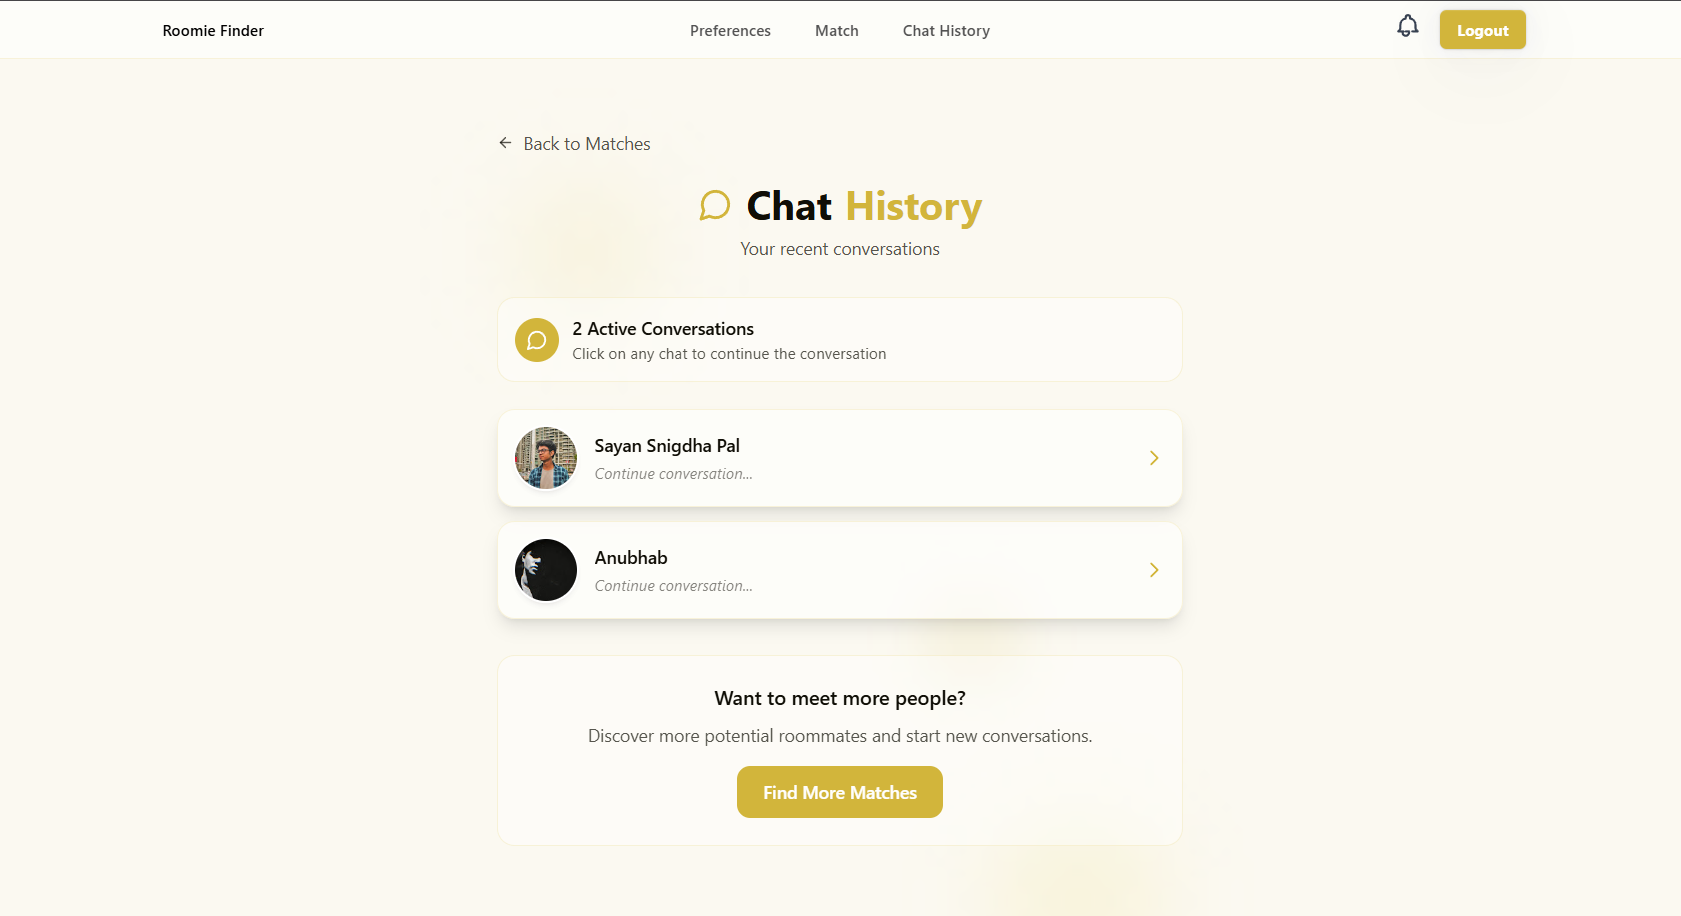 Roomie Finder
Preferences
Match
Chat History
Logout
Back to Matches
Chat History
Your recent conversations
2 Active Conversations
Click on any chat to continue the conversation
Sayan Snigdha Pal
Continue conversation...
Anubhab
Continue conversation...
Want to meet more people?
Discover more potential roommates and start new conversations.
Find More Matches